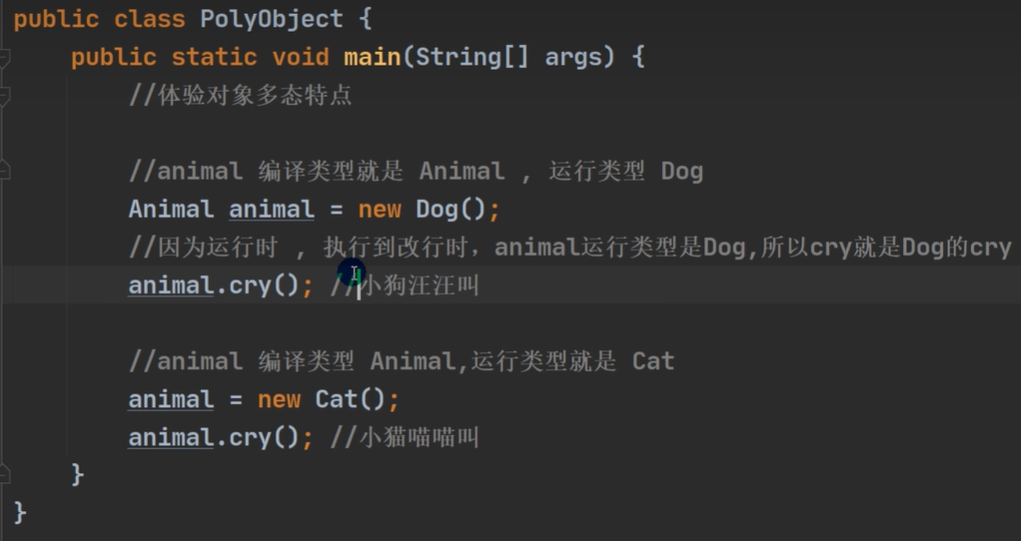 public class PolyObject {
public static void main(String[] args) {
//体验对象多态特点
//animal 编译类型就是 Animal , 运行类型 Dog
Animal animal = new Dog();
//因为运行时 , 执行到改行时，animal运行类型是Dog,所以cry就是Dog的cry
animal.cry(); //小狗汪汪叫
//animal 编译类型 Animal,运行类型就是 Cat
animal = new Cat();
animal.cry(); //小猫喵喵叫
}
}